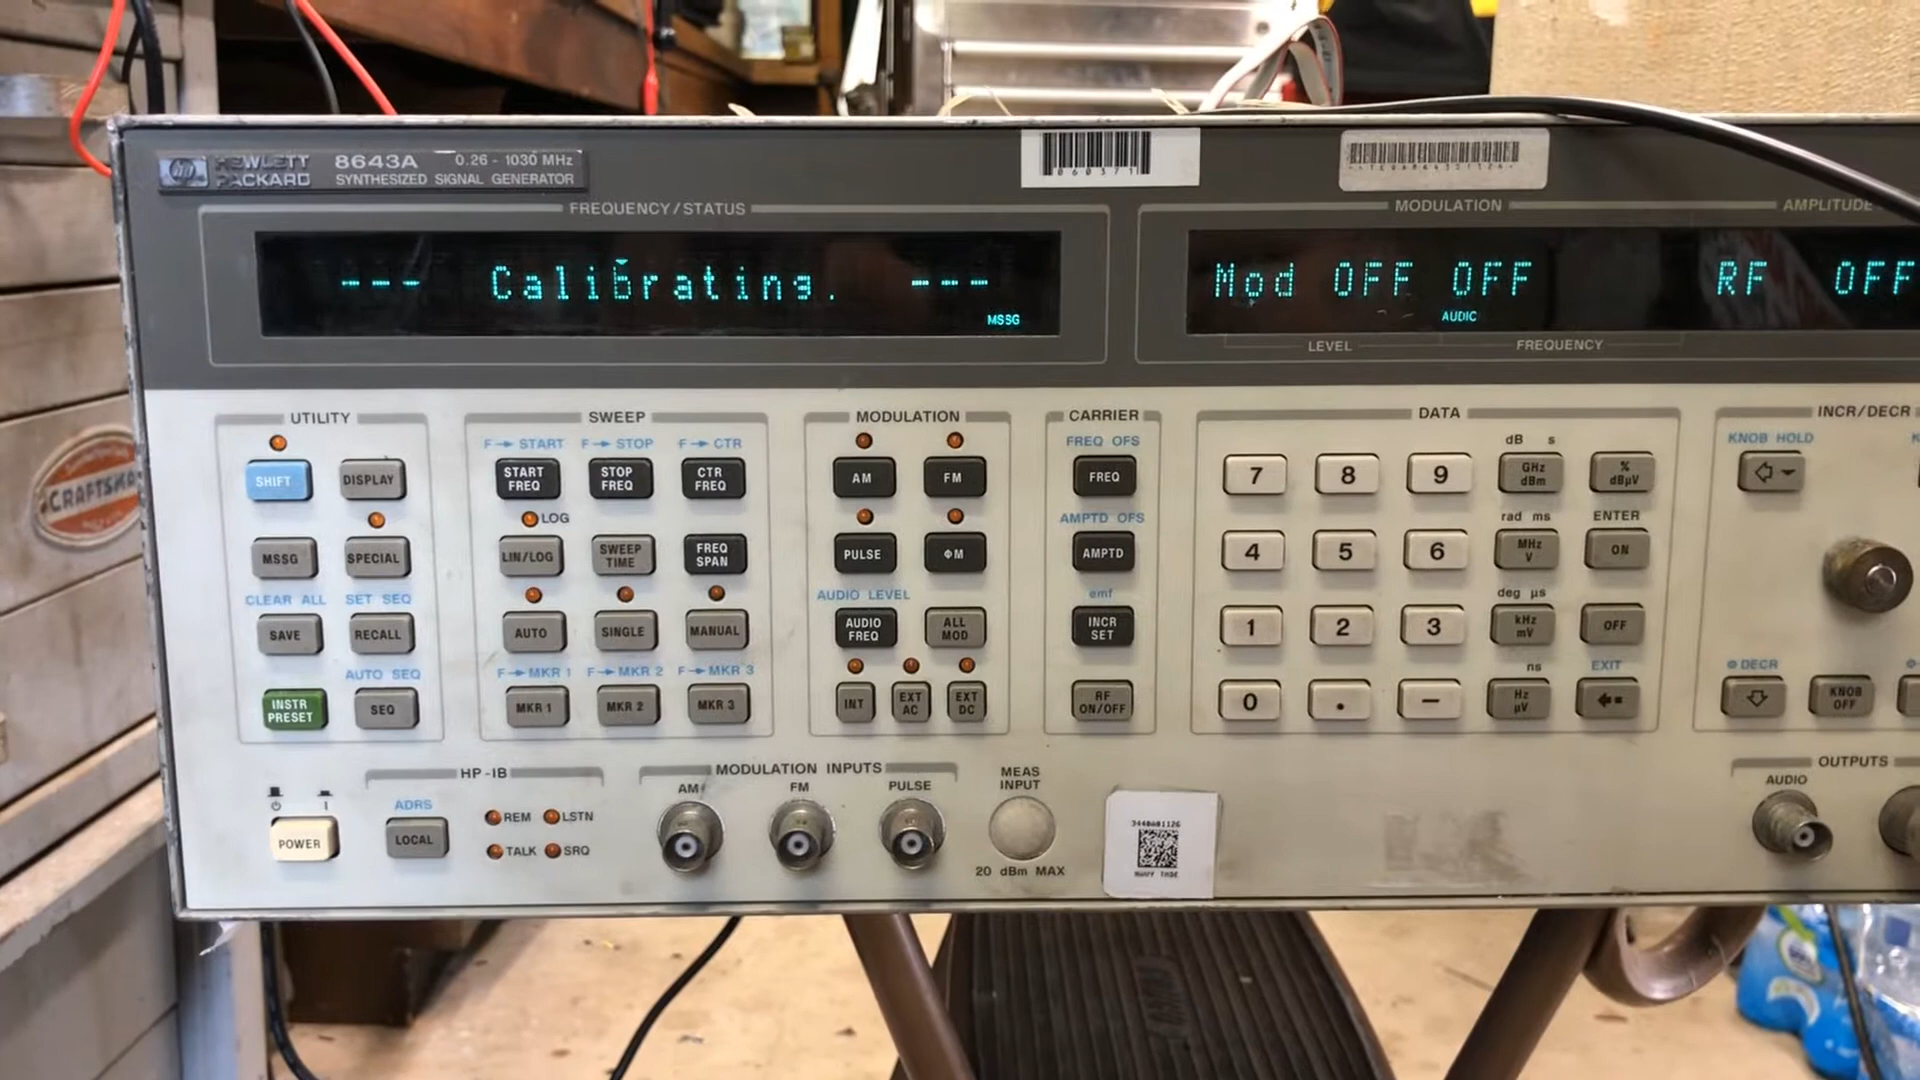 HEWLETT PACKARD
8643A 0.26 - 1030 MHz
SYNTHESIZED SIGNAL GENERATOR
060371
FREQUENCY/STATUS
MODULATION
AMPLITUDE
--- Calibrating. ---
MSSG
Mod OFF OFF
RF OFF
LEVEL
FREQUENCY
UTILITY
SWEEP
MODULATION
CARRIER
DATA
INCR/DECR
F→START F→STOP F→CTR
FREQ OFS
dB s
KNOB HOLD
SHIFT
DISPLAY
START FREQ
STOP FREQ
CTR FREQ
AM
FM
FREQ
7
8
9
GHz dBm
% dBµV
LOG
AMPTD OFS
rad ms
ENTER
MSSG
SPECIAL
LIN/LOG
SWEEP TIME
FREQ SPAN
PULSE
ΦM
AMPTD
4
5
6
MHz V
ON
CLEAR ALL
SET SEQ
AUDIO LEVEL
emf
deg µs
SAVE
RECALL
AUTO
SINGLE
MANUAL
AUDIO FREQ
ALL MOD
INCR SET
1
2
3
kHz mV
OFF
AUTO SEQ
F→MKR 1 F→MKR 2 F→MKR 3
ns
EXIT
Φ DECR
INSTR PRESET
SEQ
MKR 1
MKR 2
MKR 3
INT
EXT AC
EXT DC
RF ON/OFF
0
.
—
Hz µV
KNOB OFF
HP-IB
MODULATION INPUTS
MEAS INPUT
OUTPUTS
ADRS
AM
FM
PULSE
AUDIO
POWER
LOCAL
REM
LSTN
TALK
SRQ
20 dBm MAX
CRAFTSMA